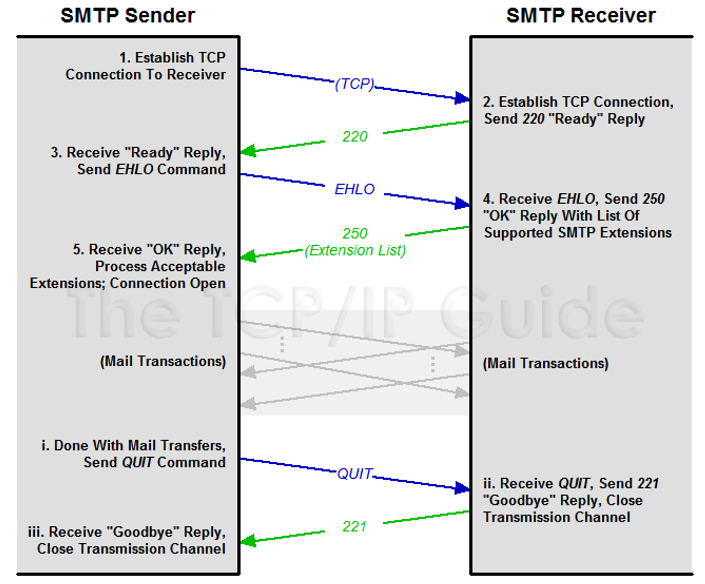 SMTP Sender
SMTP Receiver
1. Establish TCP
Connection To Receiver
(TCP)
2. Establish TCP Connection,
Send 220 "Ready" Reply
220
3. Receive "Ready" Reply,
Send EHLO Command
EHLO
4. Receive EHLO, Send 250
"OK" Reply With List Of
Supported SMTP Extensions
250
(Extension List)
5. Receive "OK" Reply,
Process Acceptable
Extensions; Connection Open
The TCP/IP Guide
(Mail Transactions)
(Mail Transactions)
i. Done With Mail Transfers,
Send QUIT Command
QUIT
ii. Receive QUIT, Send 221
"Goodbye" Reply, Close
Transmission Channel
221
iii. Receive "Goodbye" Reply,
Close Transmission Channel